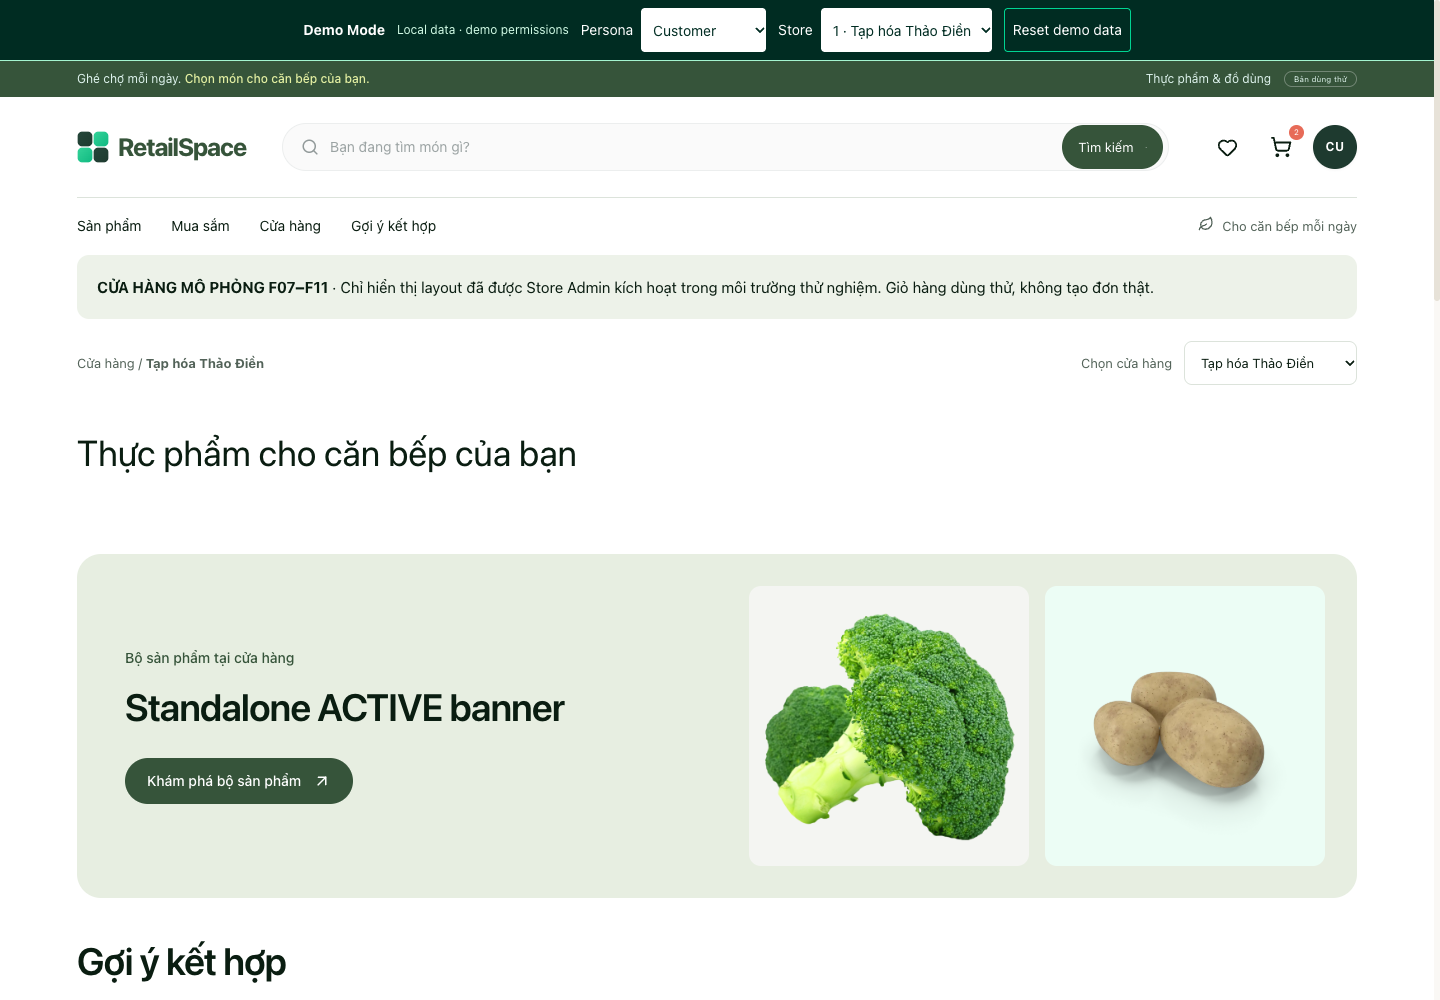 Demo Mode Local data · demo permissions Persona Customer Store 1 · Tạp hóa Thảo Điền Reset demo data
Ghé chợ mỗi ngày. Chọn món cho căn bếp của bạn. Thực phẩm & đồ dùng Bản dùng thử
RetailSpace Bạn đang tìm món gì? Tìm kiếm 2 CU
Sản phẩm Mua sắm Cửa hàng Gợi ý kết hợp Cho căn bếp mỗi ngày
CỬA HÀNG MÔ PHỎNG F07–F11 · Chỉ hiển thị layout đã được Store Admin kích hoạt trong môi trường thử nghiệm. Giỏ hàng dùng thử, không tạo đơn thật.
Cửa hàng / Tạp hóa Thảo Điền Chọn cửa hàng Tạp hóa Thảo Điền
Thực phẩm cho căn bếp của bạn
Bộ sản phẩm tại cửa hàng
Standalone ACTIVE banner
Khám phá bộ sản phẩm
Gợi ý kết hợp